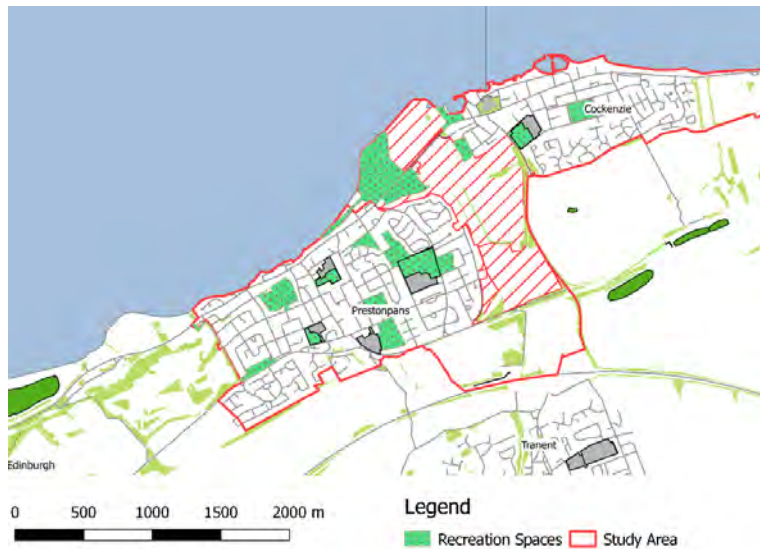 Cockenzie
Prestonpans
Tranent
Edinburgh
0 500 1000 1500 2000 m
Legend
Recreation Spaces Study Area